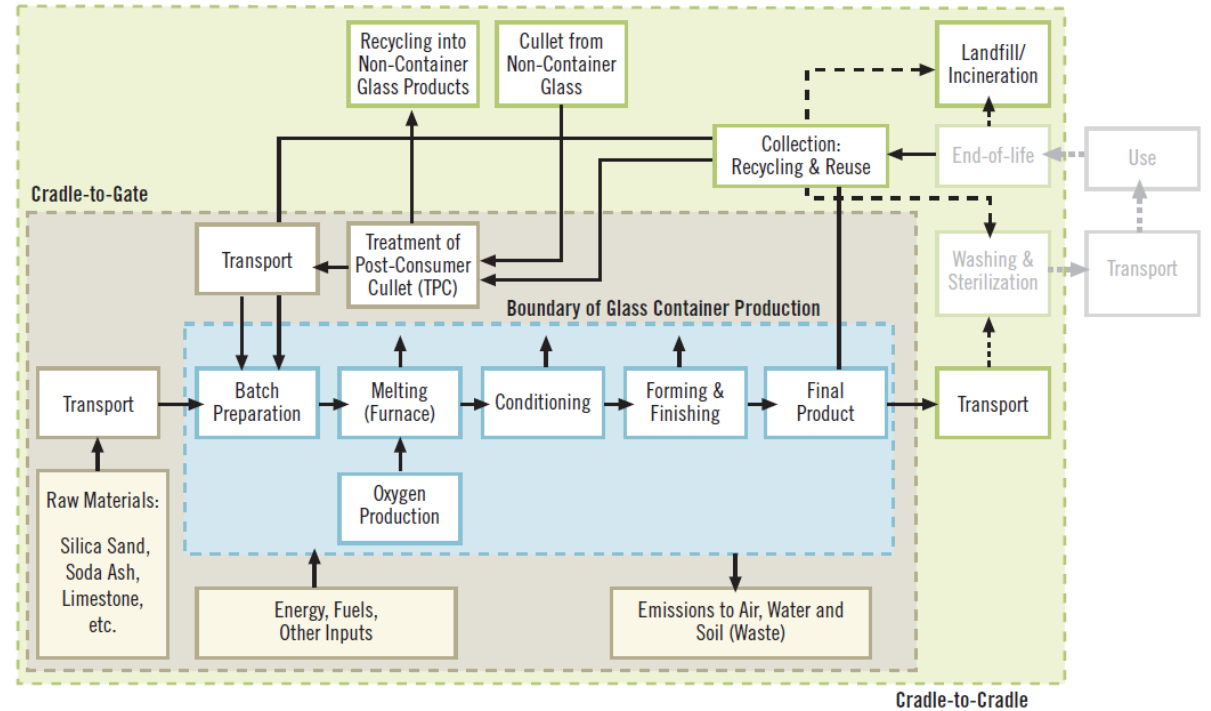 Recycling into
Non-Container
Glass Products
Cullet from
Non-Container
Glass
Landfill/
Incineration
Collection:
Recycling & Reuse
End-of-life
Use
Cradle-to-Gate
Transport
Treatment of
Post-Consumer
Cullet (TPC)
Washing &
Sterilization
Transport
Boundary of Glass Container Production
Transport
Batch
Preparation
Melting
(Furnace)
Conditioning
Forming &
Finishing
Final
Product
Transport
Oxygen
Production
Raw Materials:
Silica Sand,
Soda Ash,
Limestone,
etc.
Energy, Fuels,
Other Inputs
Emissions to Air, Water and
Soil (Waste)
Cradle-to-Cradle